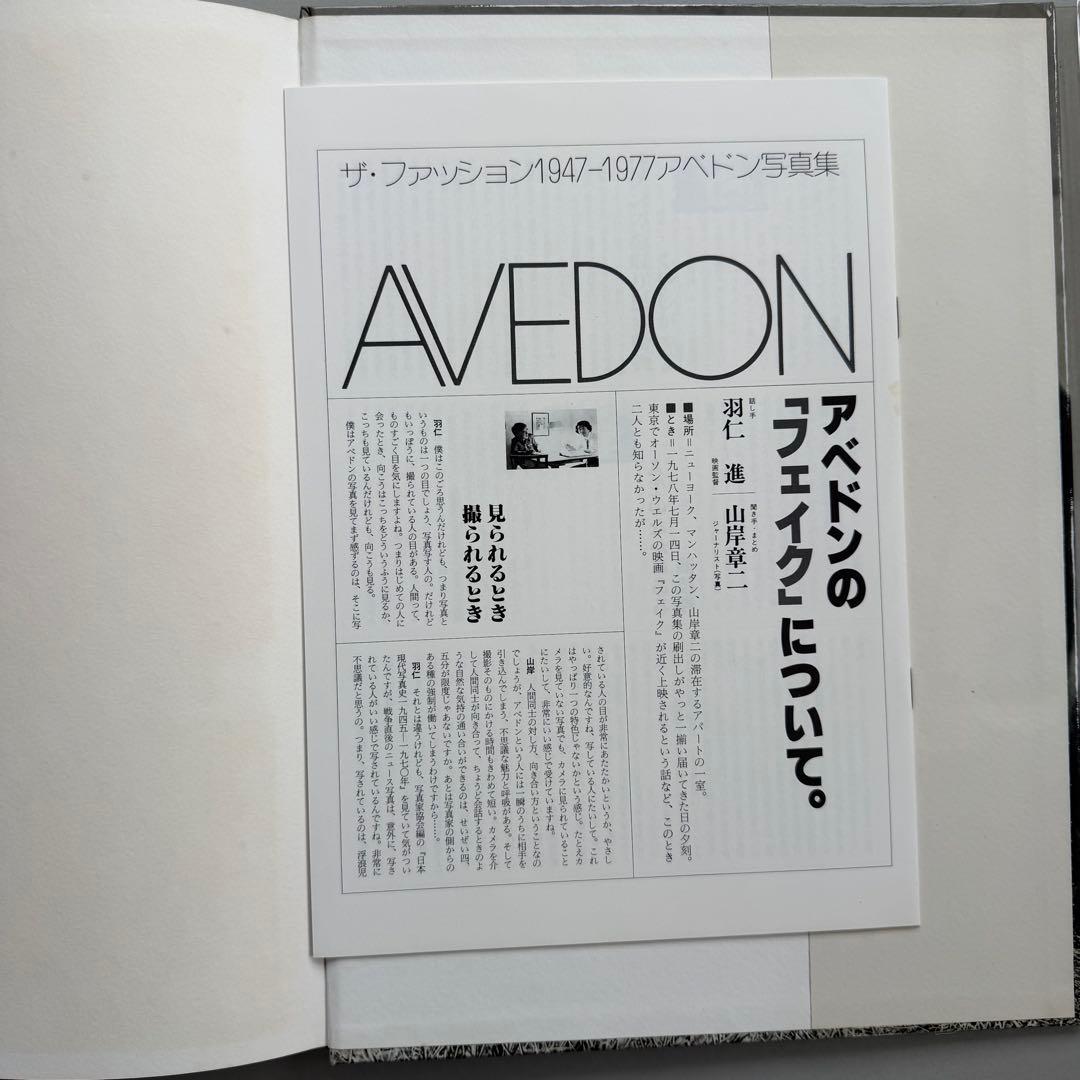 ザ・ファッション1947–1977アベドン写真集
AVEDON
アベドンの
「フェイク」について。
話し手
羽仁　進
映画監督
聞き手・まとめ
山岸章二
ジャーナリスト（写真）
■場所＝ニューヨーク、マンハッタン、山岸章二の滞在するアパートの一室。
■とき＝一九七八年七月一四日、この写真集の刷出しがやっと一揃い届いてきた日の夕刻。
東京でオーソン・ウエルズの映画『フェイク』が近く上映されるという話など、このとき
二人とも知らなかったが……。
見られるとき
撮られるとき
羽仁　僕はこのごろ思うんだけれども、つまり写真と
いうものは一つの目でしょう、写真写す人の。だけれど
もいっぽうに、撮られている人の目がある。人間って、
ものすごく目を気にしますよね。つまりはじめての人に
会ったとき、向こうはこっちをどういうふうに見るか、
こっちも見ているんだけれども、向こうも見る。
僕はアベドンの写真を見てまず感ずるのは、そこに写
されている人の目が非常にあたたかいというか、やさし
い。好意的なんですね、写している人にたいして。これ
はやっぱり一つの特色じゃないかという感じ。たとえカ
メラを見ていない写真でも、カメラに見られていること
にたいして、非常にいい感じで受けていますね。
山岸　人間同士の対し方、向き合い方ということなの
でしょうが、アベドンという人には一瞬のうちに相手を
引き込んでしまう、不思議な魅力と呼吸がある。そして
撮影そのものにかける時間もきわめて短い。カメラを介
して人間同士が向き合って、ちょうど会話するときのよ
うな自然な気持の通い合いができるのは、せいぜい四、
五分が限度じゃあないですか。あとは写真家の側からの
ある種の強制が働いてしまうわけですから……。
羽仁　それとは違うけれども、写真家協会編の『日本
現代写真史一九四五―一九七〇年』を見ていて気がつい
たんですが、戦争直後のニュース写真は、意外に、写さ
れている人がいい感じで写されているんですね。非常に
不思議だと思うの。つまり、写されているのは、浮浪児